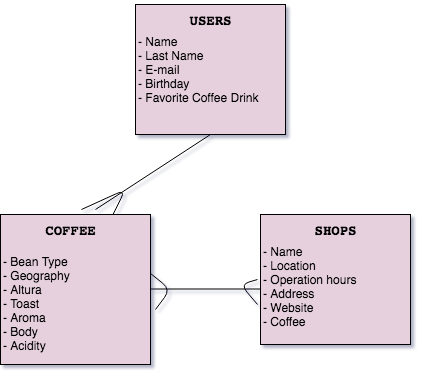 USERS
- Name
- Last Name
- E-mail
- Birthday
- Favorite Coffee Drink
COFFEE
- Bean Type
- Geography
- Altura
- Toast
- Aroma
- Body
- Acidity
SHOPS
- Name
- Location
- Operation hours
- Address
- Website
- Coffee